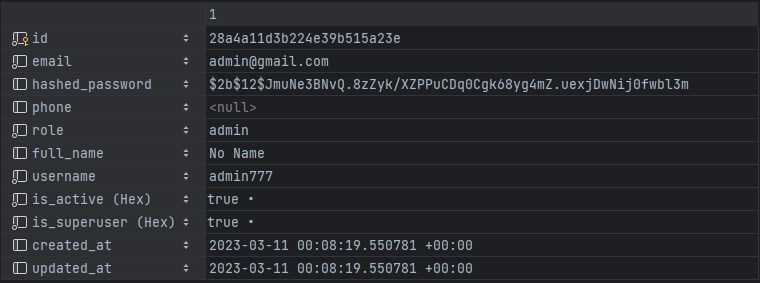 1
id 28a4a11d3b224e39b515a23e
email admin@gmail.com
hashed_password $2b$12$JmuNe3BNvQ.8zZyk/XZPPuCDq0Cgk68yg4mZ.uexjDwNij0fwbl3m
phone <null>
role admin
full_name No Name
username admin777
is_active (Hex) true •
is_superuser (Hex) true •
created_at 2023-03-11 00:08:19.550781 +00:00
updated_at 2023-03-11 00:08:19.550781 +00:00